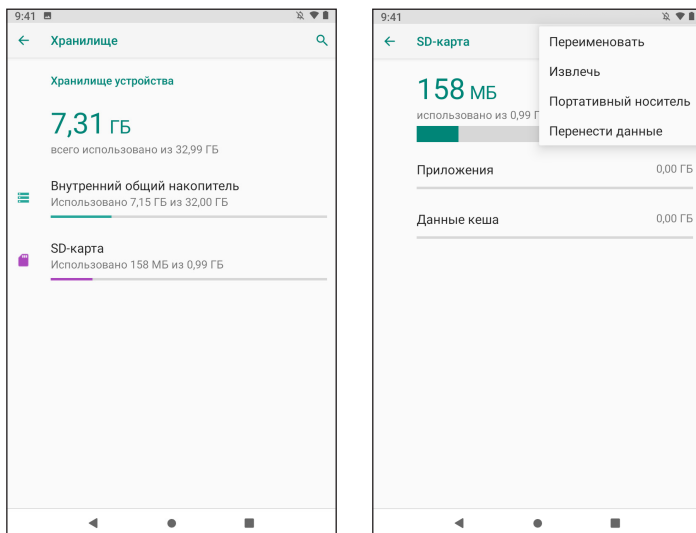 9:41
Хранилище
Хранилище устройства
7,31 ГБ
всего использовано из 32,99 ГБ
Внутренний общий накопитель
Использовано 7,15 ГБ из 32,00 ГБ
SD-карта
Использовано 158 МБ из 0,99 ГБ
9:41
SD-карта
Переименовать
Извлечь
Портативный носитель
Перенести данные
158 МБ
использовано из 0,99 Г
Приложения
0,00 ГБ
Данные кеша
0,00 ГБ